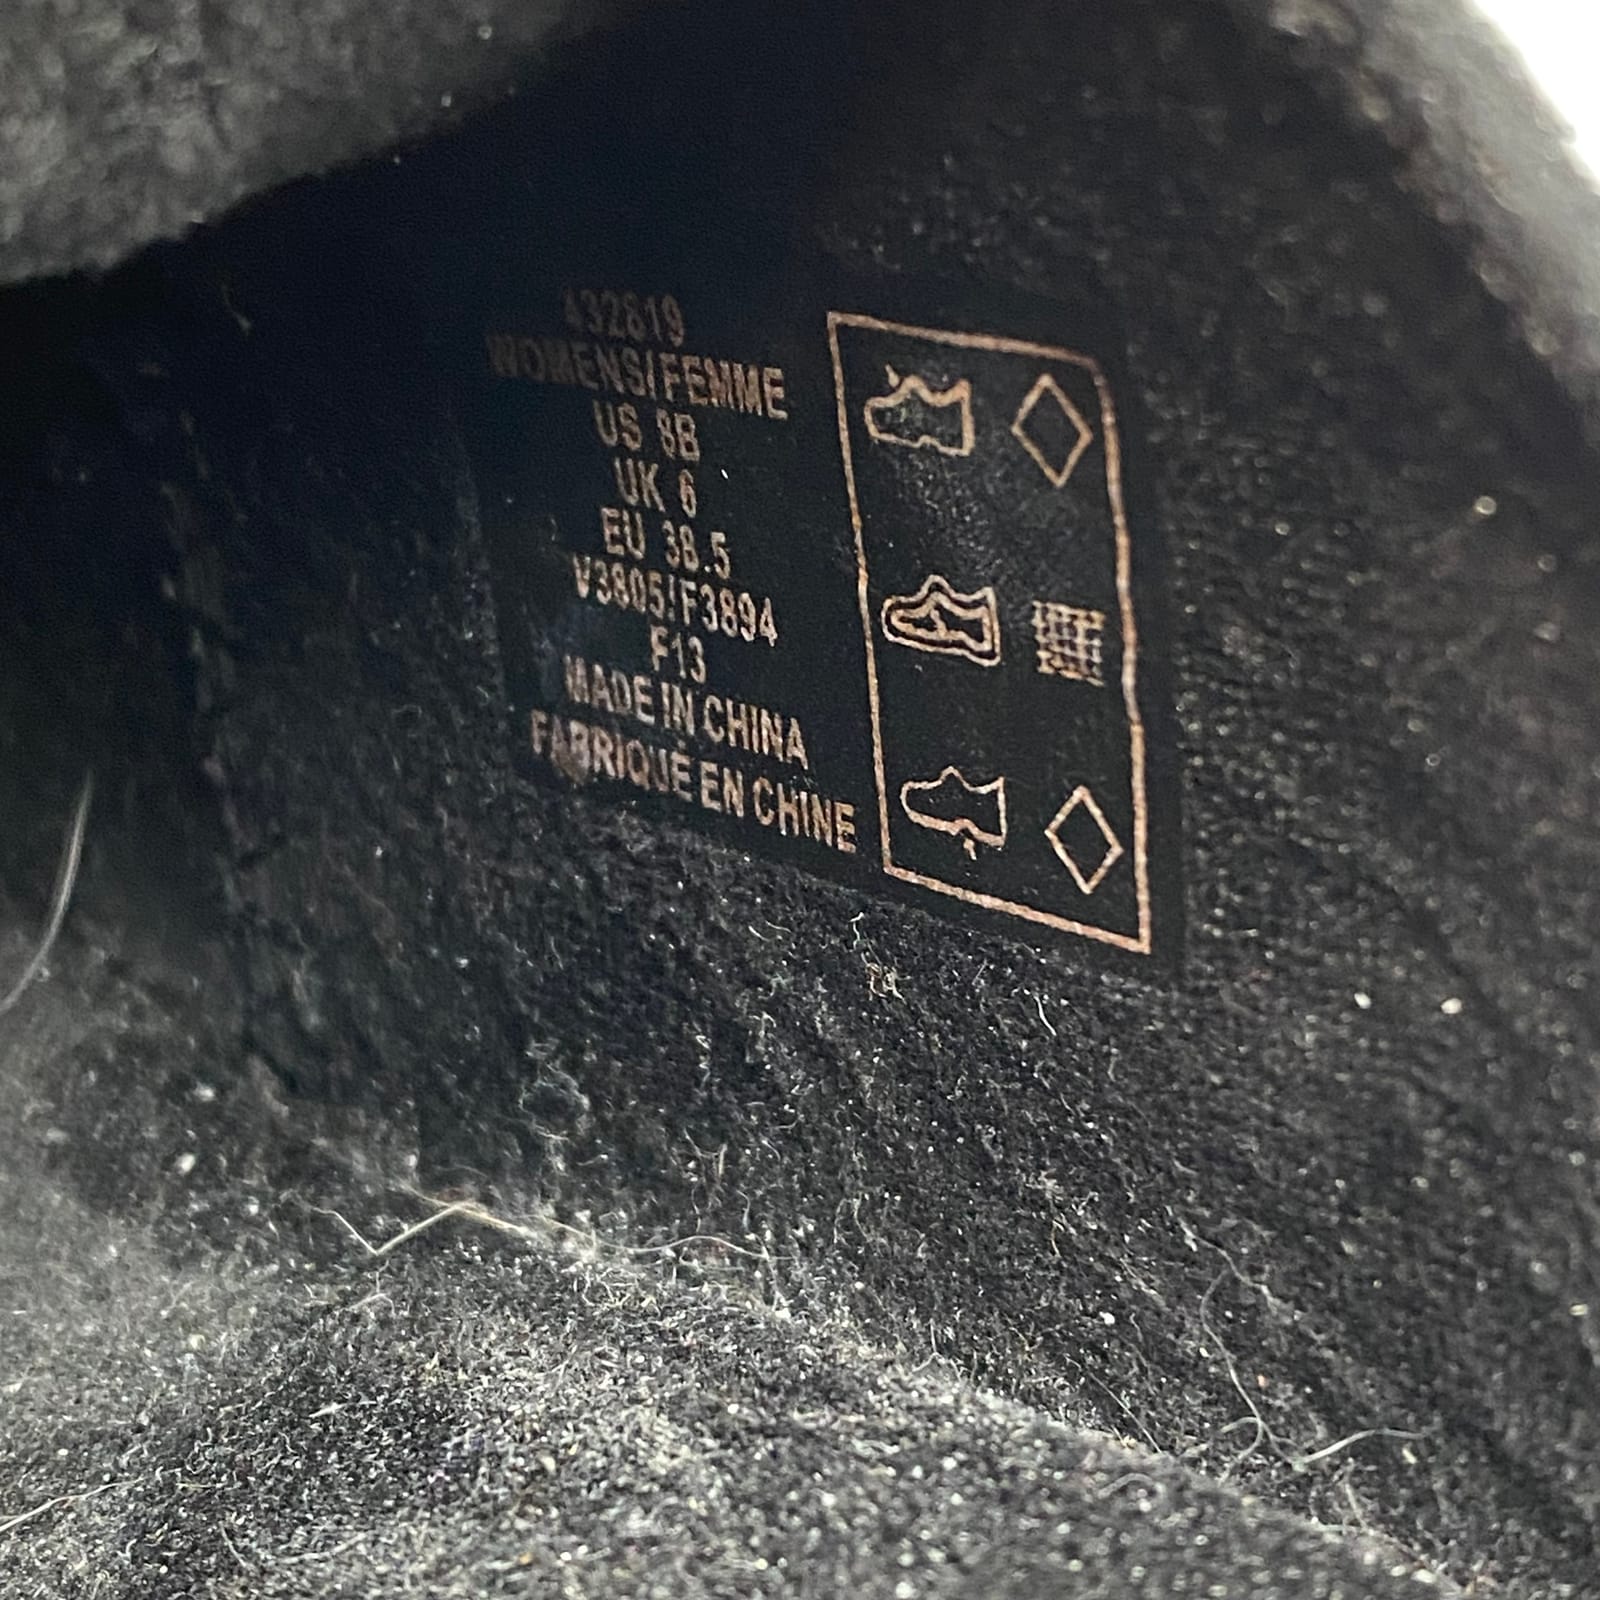 432819
WOMENS/FEMME
US 8B
UK 6
EU 38.5
V3805/F3894
F13
MADE IN CHINA
FABRIQUÉ EN CHINE